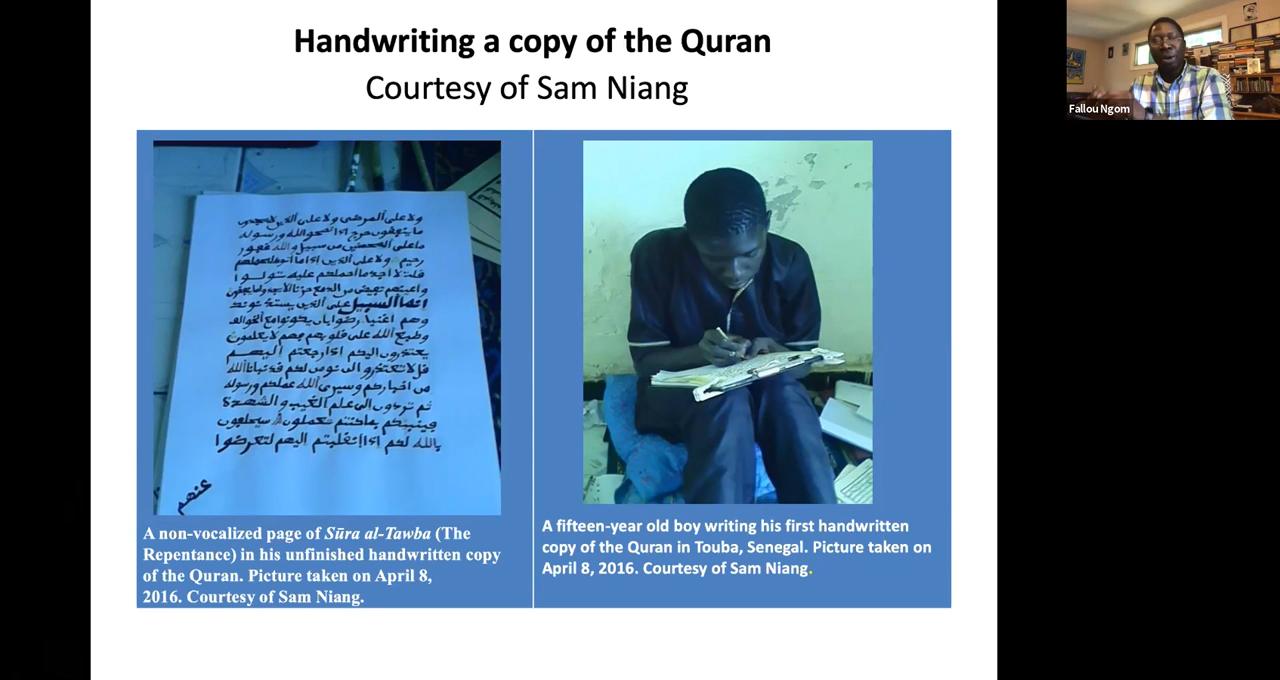 Handwriting a copy of the Quran
Courtesy of Sam Niang
ولا على المرضى ولا على الذين لا يجدون
ما ينفقون حرج اذا نصحوا لله ورسوله
ما على المحسنين من سبيل والله غفور
رحيم ولا على الذين اذا ما أتوك لتحملهم
قلت لا اجد ما احملكم عليه تولوا
واعينهم تفيض من الدمع حزنا الا يجدوا ما ينفقون
انما السبيل على الذين يستذنونك
وهم اغنيا رضوا بان يكونوا مع الخوالف
وطبع الله على قلوبهم فهم لا يعلمون
يعتذرون اليكم اذا رجعتم اليهم
قل لا تعتذروا لن نومن لكم قد نبانا الله
من اخباركم وسيرى الله عملكم ورسوله
ثم تردون الى علم الغيب والشهدة
فينبيكم بما كنتم تعملون سيحلفون
بالله لكم اذا انقلبتم اليهم لتعرضوا
عنهم
A non-vocalized page of Sūra al-Tawba (The
Repentance) in his unfinished handwritten copy
of the Quran. Picture taken on April 8,
2016. Courtesy of Sam Niang.
A fifteen-year old boy writing his first handwritten
copy of the Quran in Touba, Senegal. Picture taken on
April 8, 2016. Courtesy of Sam Niang.
Fallou Ngom